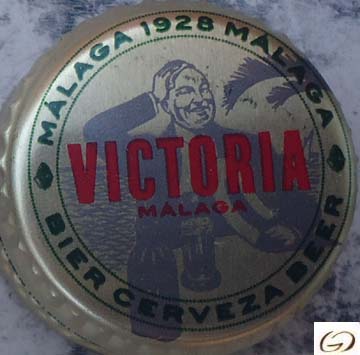 MÁLAGA 1928 MÁLAGA
VICTORIA
MÁLAGA
BIER CERVEZA BEER